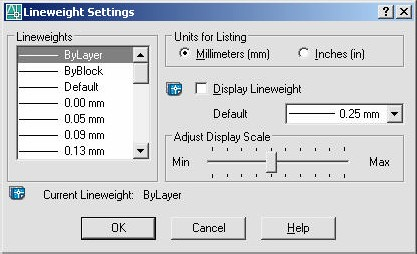 Lineweight Settings
Lineweights
ByLayer
ByBlock
Default
0.00 mm
0.05 mm
0.09 mm
0.13 mm
Units for Listing
Millimeters (mm)
Inches (in)
Display Lineweight
Default
0.25 mm
Adjust Display Scale
Min
Max
Current Lineweight: ByLayer
OK
Cancel
Help